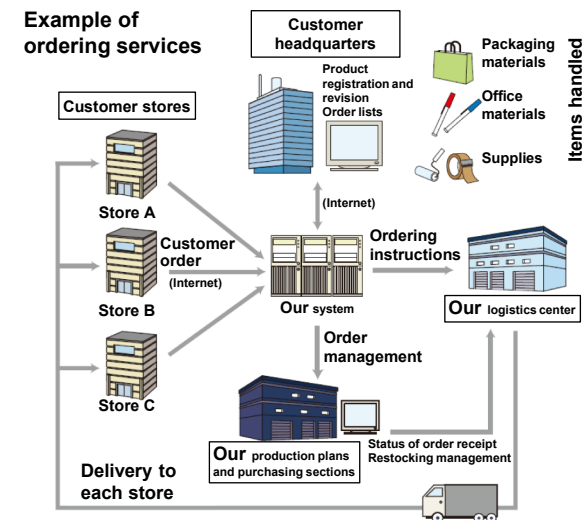 Example of
ordering services
Customer
headquarters
Product
registration and
revision
Order lists
Packaging
materials
Office
materials
Supplies
Items handled
Customer stores
Store A
Store B
Store C
Customer
order
(Internet)
(Internet)
Our system
Ordering
instructions
Our logistics center
Order
management
Our production plans
and purchasing sections
Status of order receipt
Restocking management
Delivery to
each store